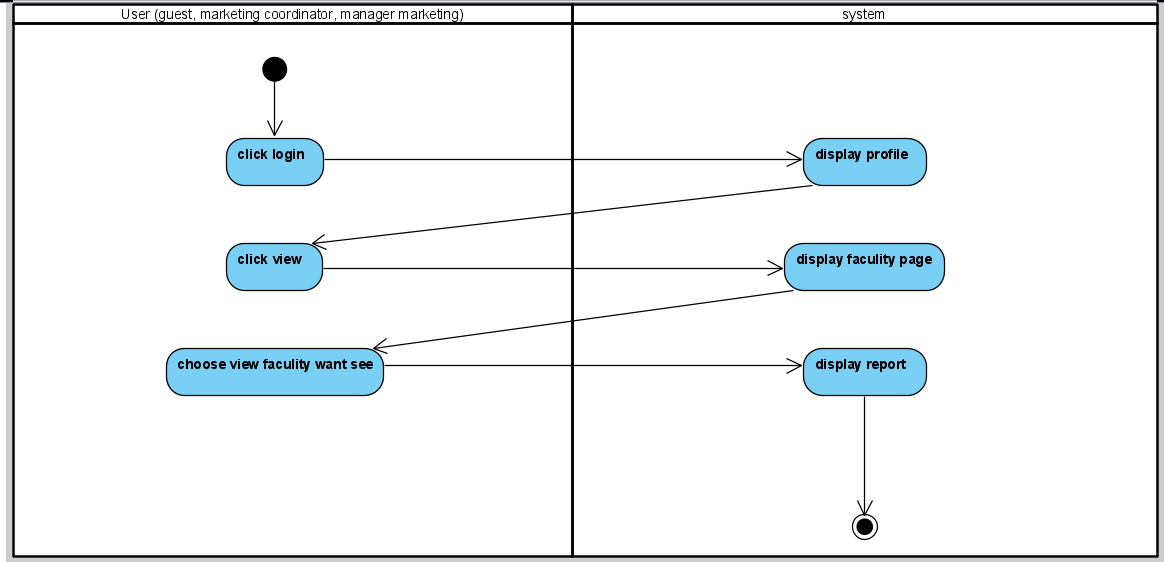 User (guest, marketing coordinator, manager marketing)
system
click login
display profile
click view
display faculity page
choose view faculity want see
display report